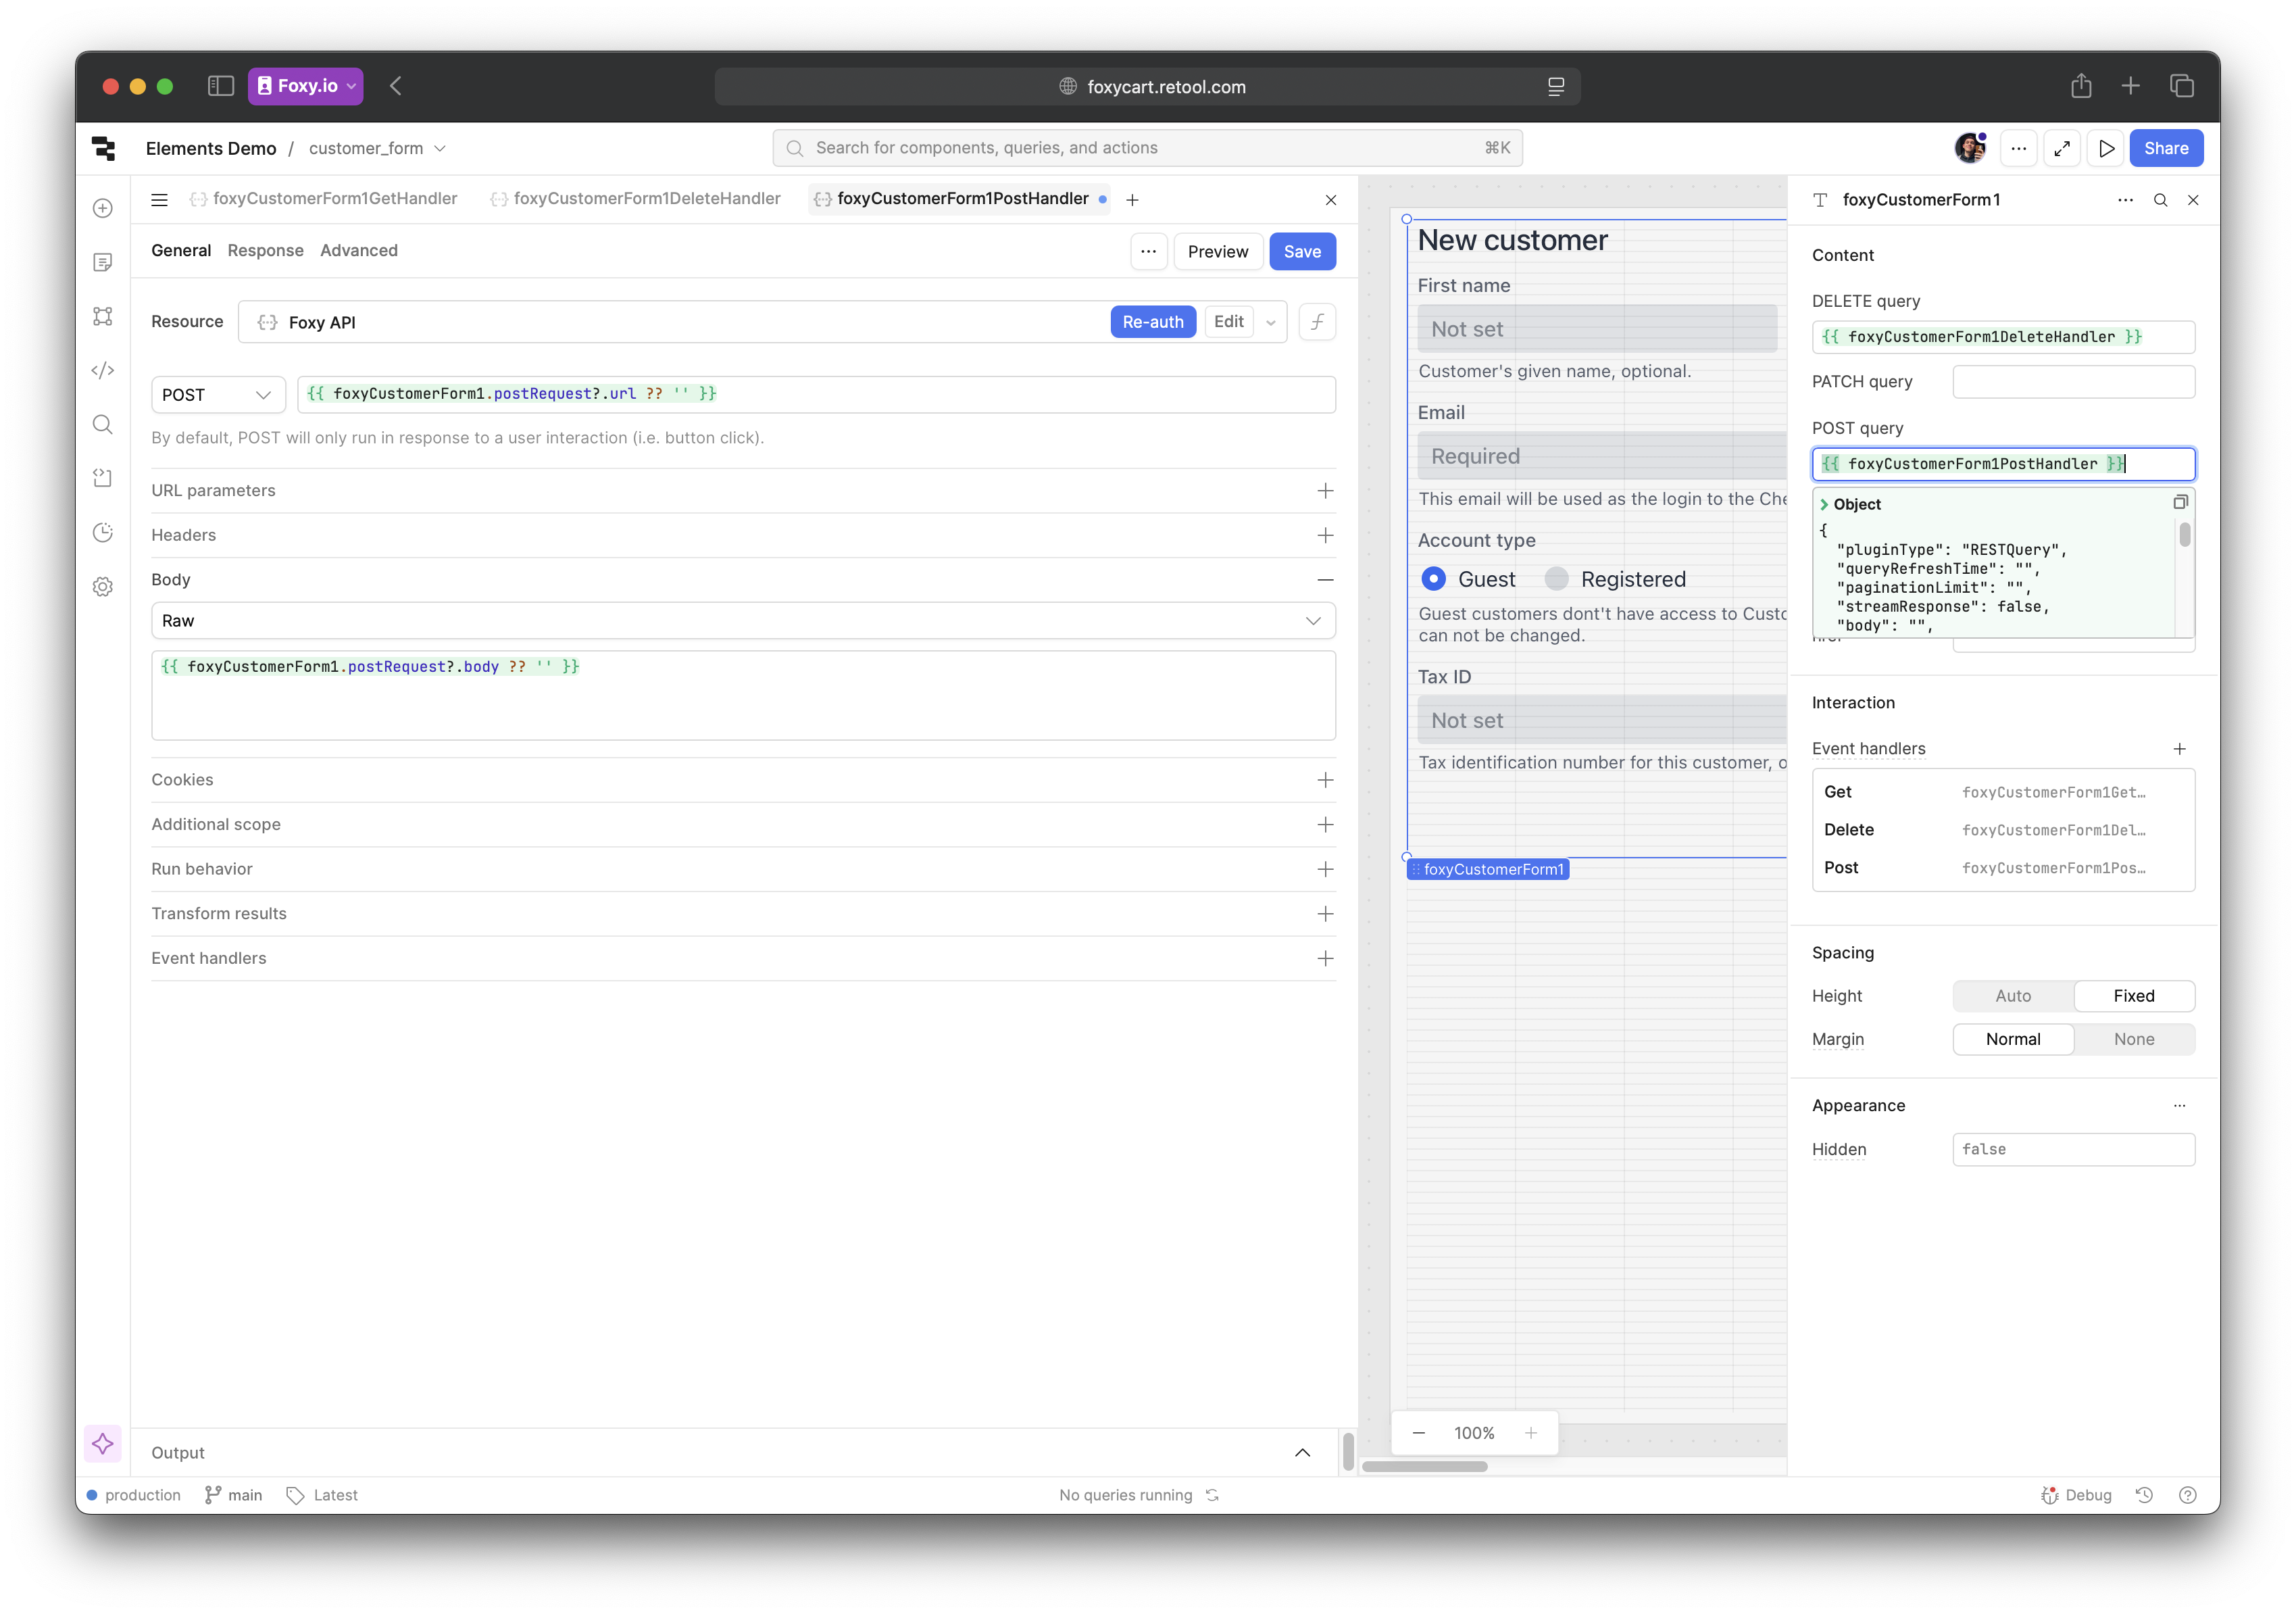 Foxy.io
foxycart.retool.com
Elements Demo / customer_form
Search for components, queries, and actions
⌘K
Share
foxyCustomerForm1GetHandler
foxyCustomerForm1DeleteHandler
foxyCustomerForm1PostHandler
General
Response
Advanced
Preview
Save
Resource
Foxy API
Re-auth
Edit
POST
{{ foxyCustomerForm1.postRequest?.url ?? '' }}
By default, POST will only run in response to a user interaction (i.e. button click).
URL parameters
Headers
Body
Raw
{{ foxyCustomerForm1.postRequest?.body ?? '' }}
Cookies
Additional scope
Run behavior
Transform results
Event handlers
Output
New customer
First name
Not set
Customer's given name, optional.
Email
Required
This email will be used as the login to the Che
Account type
Guest
Registered
Guest customers dont't have access to Custo
can not be changed.
Tax ID
Not set
Tax identification number for this customer, o
foxyCustomerForm1
100%
foxyCustomerForm1
Content
DELETE query
{{ foxyCustomerForm1DeleteHandler }}
PATCH query
POST query
{{ foxyCustomerForm1PostHandler }}
Object
{
"pluginType": "RESTQuery",
"queryRefreshTime": "",
"paginationLimit": "",
"streamResponse": false,
"body": "",
Interaction
Event handlers
Get foxyCustomerForm1Get…
Delete foxyCustomerForm1Del…
Post foxyCustomerForm1Pos…
Spacing
Height
Auto
Fixed
Margin
Normal
None
Appearance
Hidden
false
production
main
Latest
No queries running
Debug